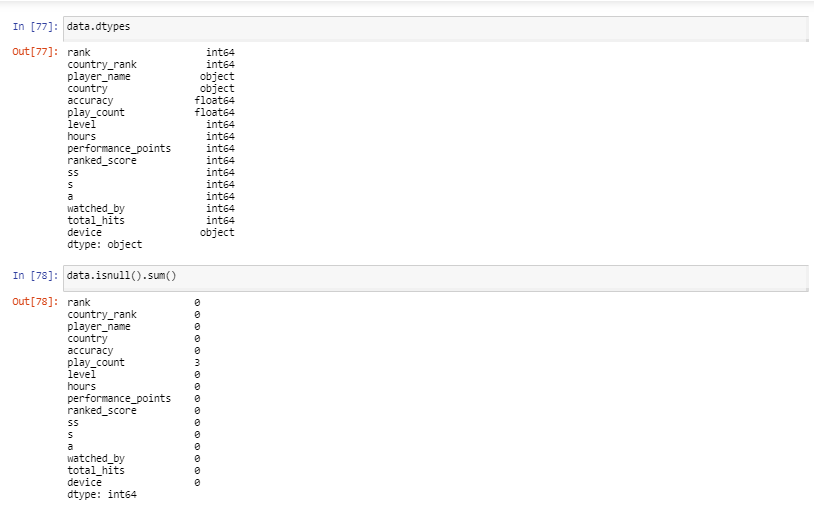 In [77]: data.dtypes
Out[77]: rank int64
country_rank int64
player_name object
country object
accuracy float64
play_count float64
level int64
hours int64
performance_points int64
ranked_score int64
ss int64
s int64
a int64
watched_by int64
total_hits int64
device object
dtype: object
In [78]: data.isnull().sum()
Out[78]: rank 0
country_rank 0
player_name 0
country 0
accuracy 0
play_count 3
level 0
hours 0
performance_points 0
ranked_score 0
ss 0
s 0
a 0
watched_by 0
total_hits 0
device 0
dtype: int64